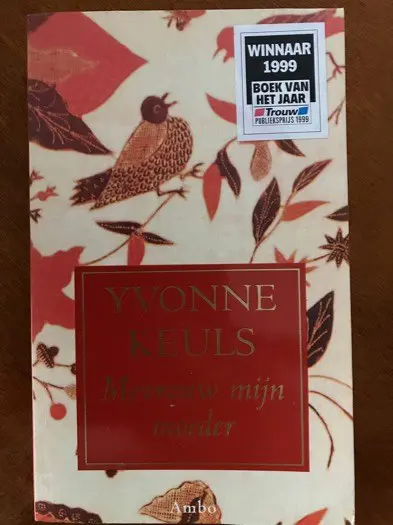 WINNAAR
1999
BOEK VAN
HET JAAR
Trouw
PUBLIEKSPRIJS 1999
YVONNE
KEULS
Mevrouw mijn
moeder
Ambo